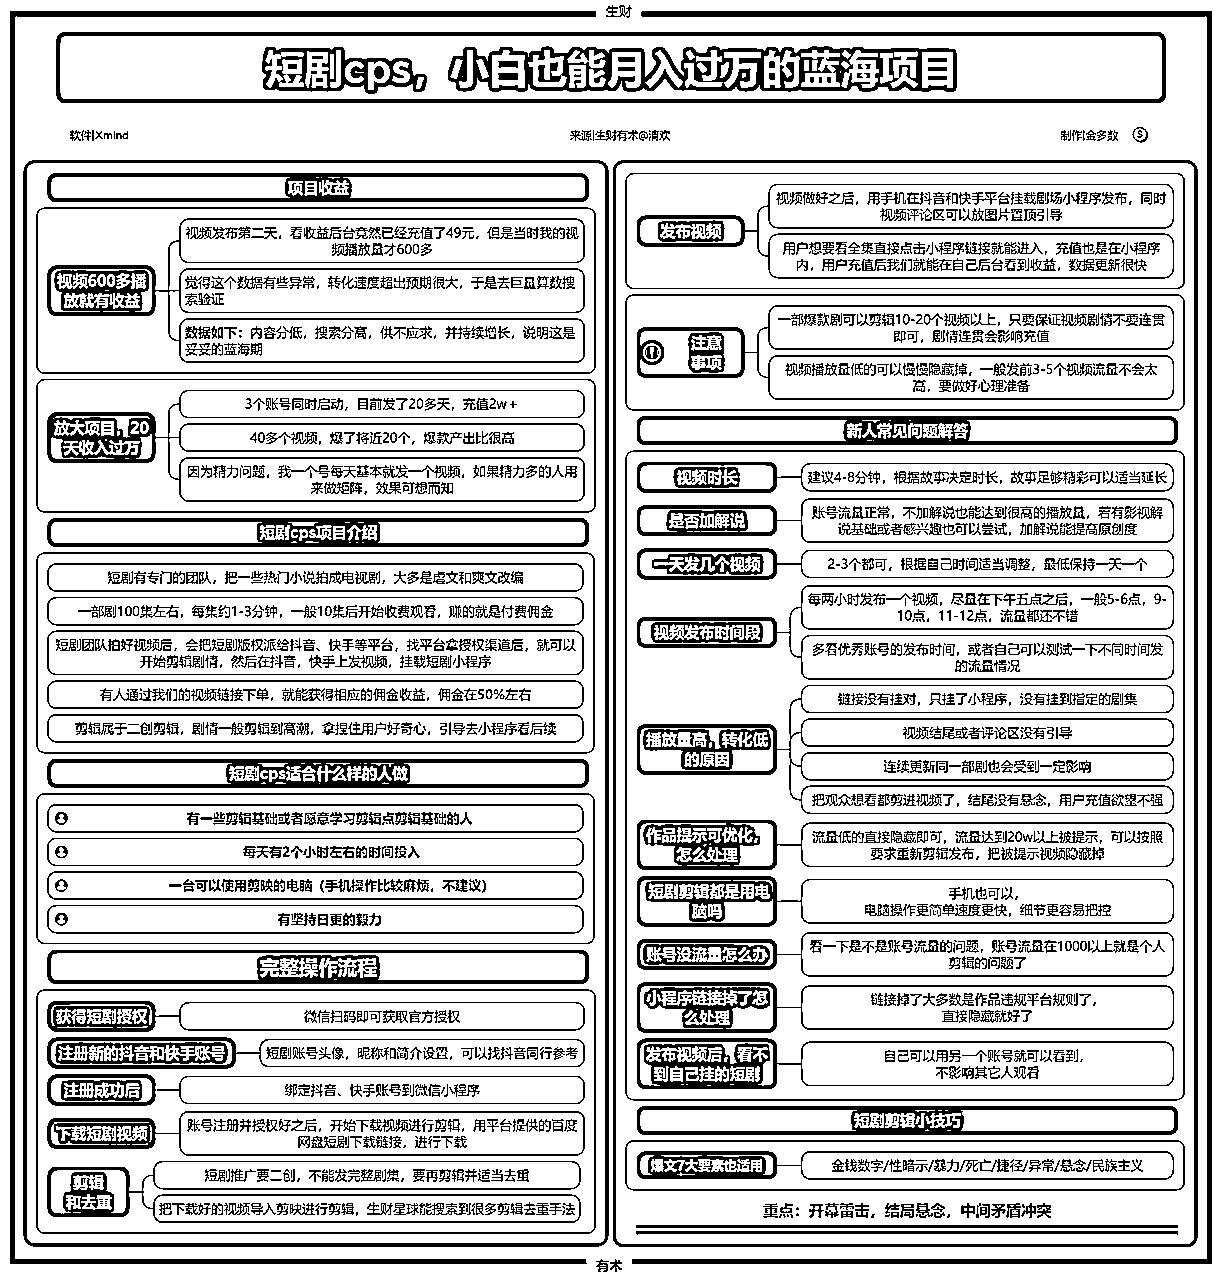 生财
短剧cps，小白也能月入过万的蓝海项目
软件|Xmind
来源|生财有术@清欢
制作|金多数
项目收益
视频600多播
放就有收益
视频发布第二天，看收益后台竟然已经充值了49元，但是当时我的视
频播放量才600多
觉得这个数据有些异常，转化速度超出预期很大，于是去巨量算数搜
索验证
数据如下：内容分低，搜索分高，供不应求，并持续增长，说明这是
妥妥的蓝海期
放大项目，20
天收入过万
3个账号同时启动，目前发了20多天，充值2w+
40多个视频，爆了将近20个，爆款产出比很高
因为精力问题，我一个号每天基本就发一个视频，如果精力多的人用
来做矩阵，效果可想而知
短剧cps项目介绍
短剧有专门的团队，把一些热门小说拍成电视剧，大多是虐文和爽文改编
一部剧100集左右，每集约1-3分钟，一般10集后开始收费观看，赚的就是付费佣金
短剧团队拍好视频后，会把短剧版权派给抖音、快手等平台，找平台拿授权渠道后，就可以
开始剪辑剧情，然后在抖音，快手上发视频，挂载短剧小程序
有人通过我们的视频链接下单，就能获得相应的佣金收益，佣金在50%左右
剪辑属于二创剪辑，剧情一般剪辑到高潮，拿捏住用户好奇心，引导去小程序看后续
短剧cps适合什么样的人做
有一些剪辑基础或者愿意学习剪辑点剪辑基础的人
每天有2个小时左右的时间投入
一台可以使用剪映的电脑（手机操作比较麻烦，不建议）
有坚持日更的毅力
完整操作流程
获得短剧授权
微信扫码即可获取官方授权
注册新的抖音和快手账号
短剧账号头像，昵称和简介设置，可以找抖音同行参考
注册成功后
绑定抖音、快手账号到微信小程序
下载短剧视频
账号注册并授权好之后，开始下载视频进行剪辑，用平台提供的百度
网盘短剧下载链接，进行下载
剪辑
和去重
短剧推广要二创，不能发完整剧集，要再剪辑并适当去重
把下载好的视频导入剪映进行剪辑，生财星球能搜索到很多剪辑去重手法
发布视频
视频做好之后，用手机在抖音和快手平台挂载剧场小程序发布，同时
视频评论区可以放图片置顶引导
用户想要看全集直接点击小程序链接就能进入，充值也是在小程序
内，用户充值后我们就能在自己后台看到收益，数据更新很快
注意
事项
一部爆款剧可以剪辑10-20个视频以上，只要保证视频剧情不要连贯
即可，剧情连贯会影响充值
视频播放量低的可以慢慢隐藏掉，一般发前3-5个视频流量不会太
高，要做好心理准备
新人常见问题解答
视频时长
建议4-8分钟，根据故事决定时长，故事足够精彩可以适当延长
是否加解说
账号流量正常，不加解说也能达到很高的播放量，若有影视解
说基础或者感兴趣也可以尝试，加解说能提高原创度
一天发几个视频
2-3个都可，根据自己时间适当调整，最低保持一天一个
视频发布时间段
每两小时发布一个视频，尽量在下午五点之后，一般5-6点，9-
10点，11-12点，流量都还不错
多看优秀账号的发布时间，或者自己可以测试一下不同时间发
的流量情况
播放量高，转化低
的原因
链接没有挂对，只挂了小程序，没有挂到指定的剧集
视频结尾或者评论区没有引导
连续更新同一部剧也会受到一定影响
把观众想看都剪进视频了，结尾没有悬念，用户充值欲望不强
作品提示可优化，
怎么处理
流量低的直接隐藏即可，流量达到20w以上被提示，可以按照
要求重新剪辑发布，把被提示视频隐藏掉
短剧剪辑都是用电
脑吗
手机也可以，
电脑操作更简单速度更快，细节更容易把控
账号没流量怎么办
看一下是不是账号流量的问题，账号流量在1000以上就是个人
剪辑的问题了
小程序链接掉了怎
么处理
链接掉了大多数是作品违规平台规则了，
直接隐藏就好了
发布视频后，看不
到自己挂的短剧
自己可以用另一个账号就可以看到，
不影响其它人观看
短剧剪辑小技巧
爆文7大要素也适用
金钱数字/性暗示/暴力/死亡/捷径/异常/悬念/民族主义
重点：开幕雷击，结局悬念，中间矛盾冲突
有术